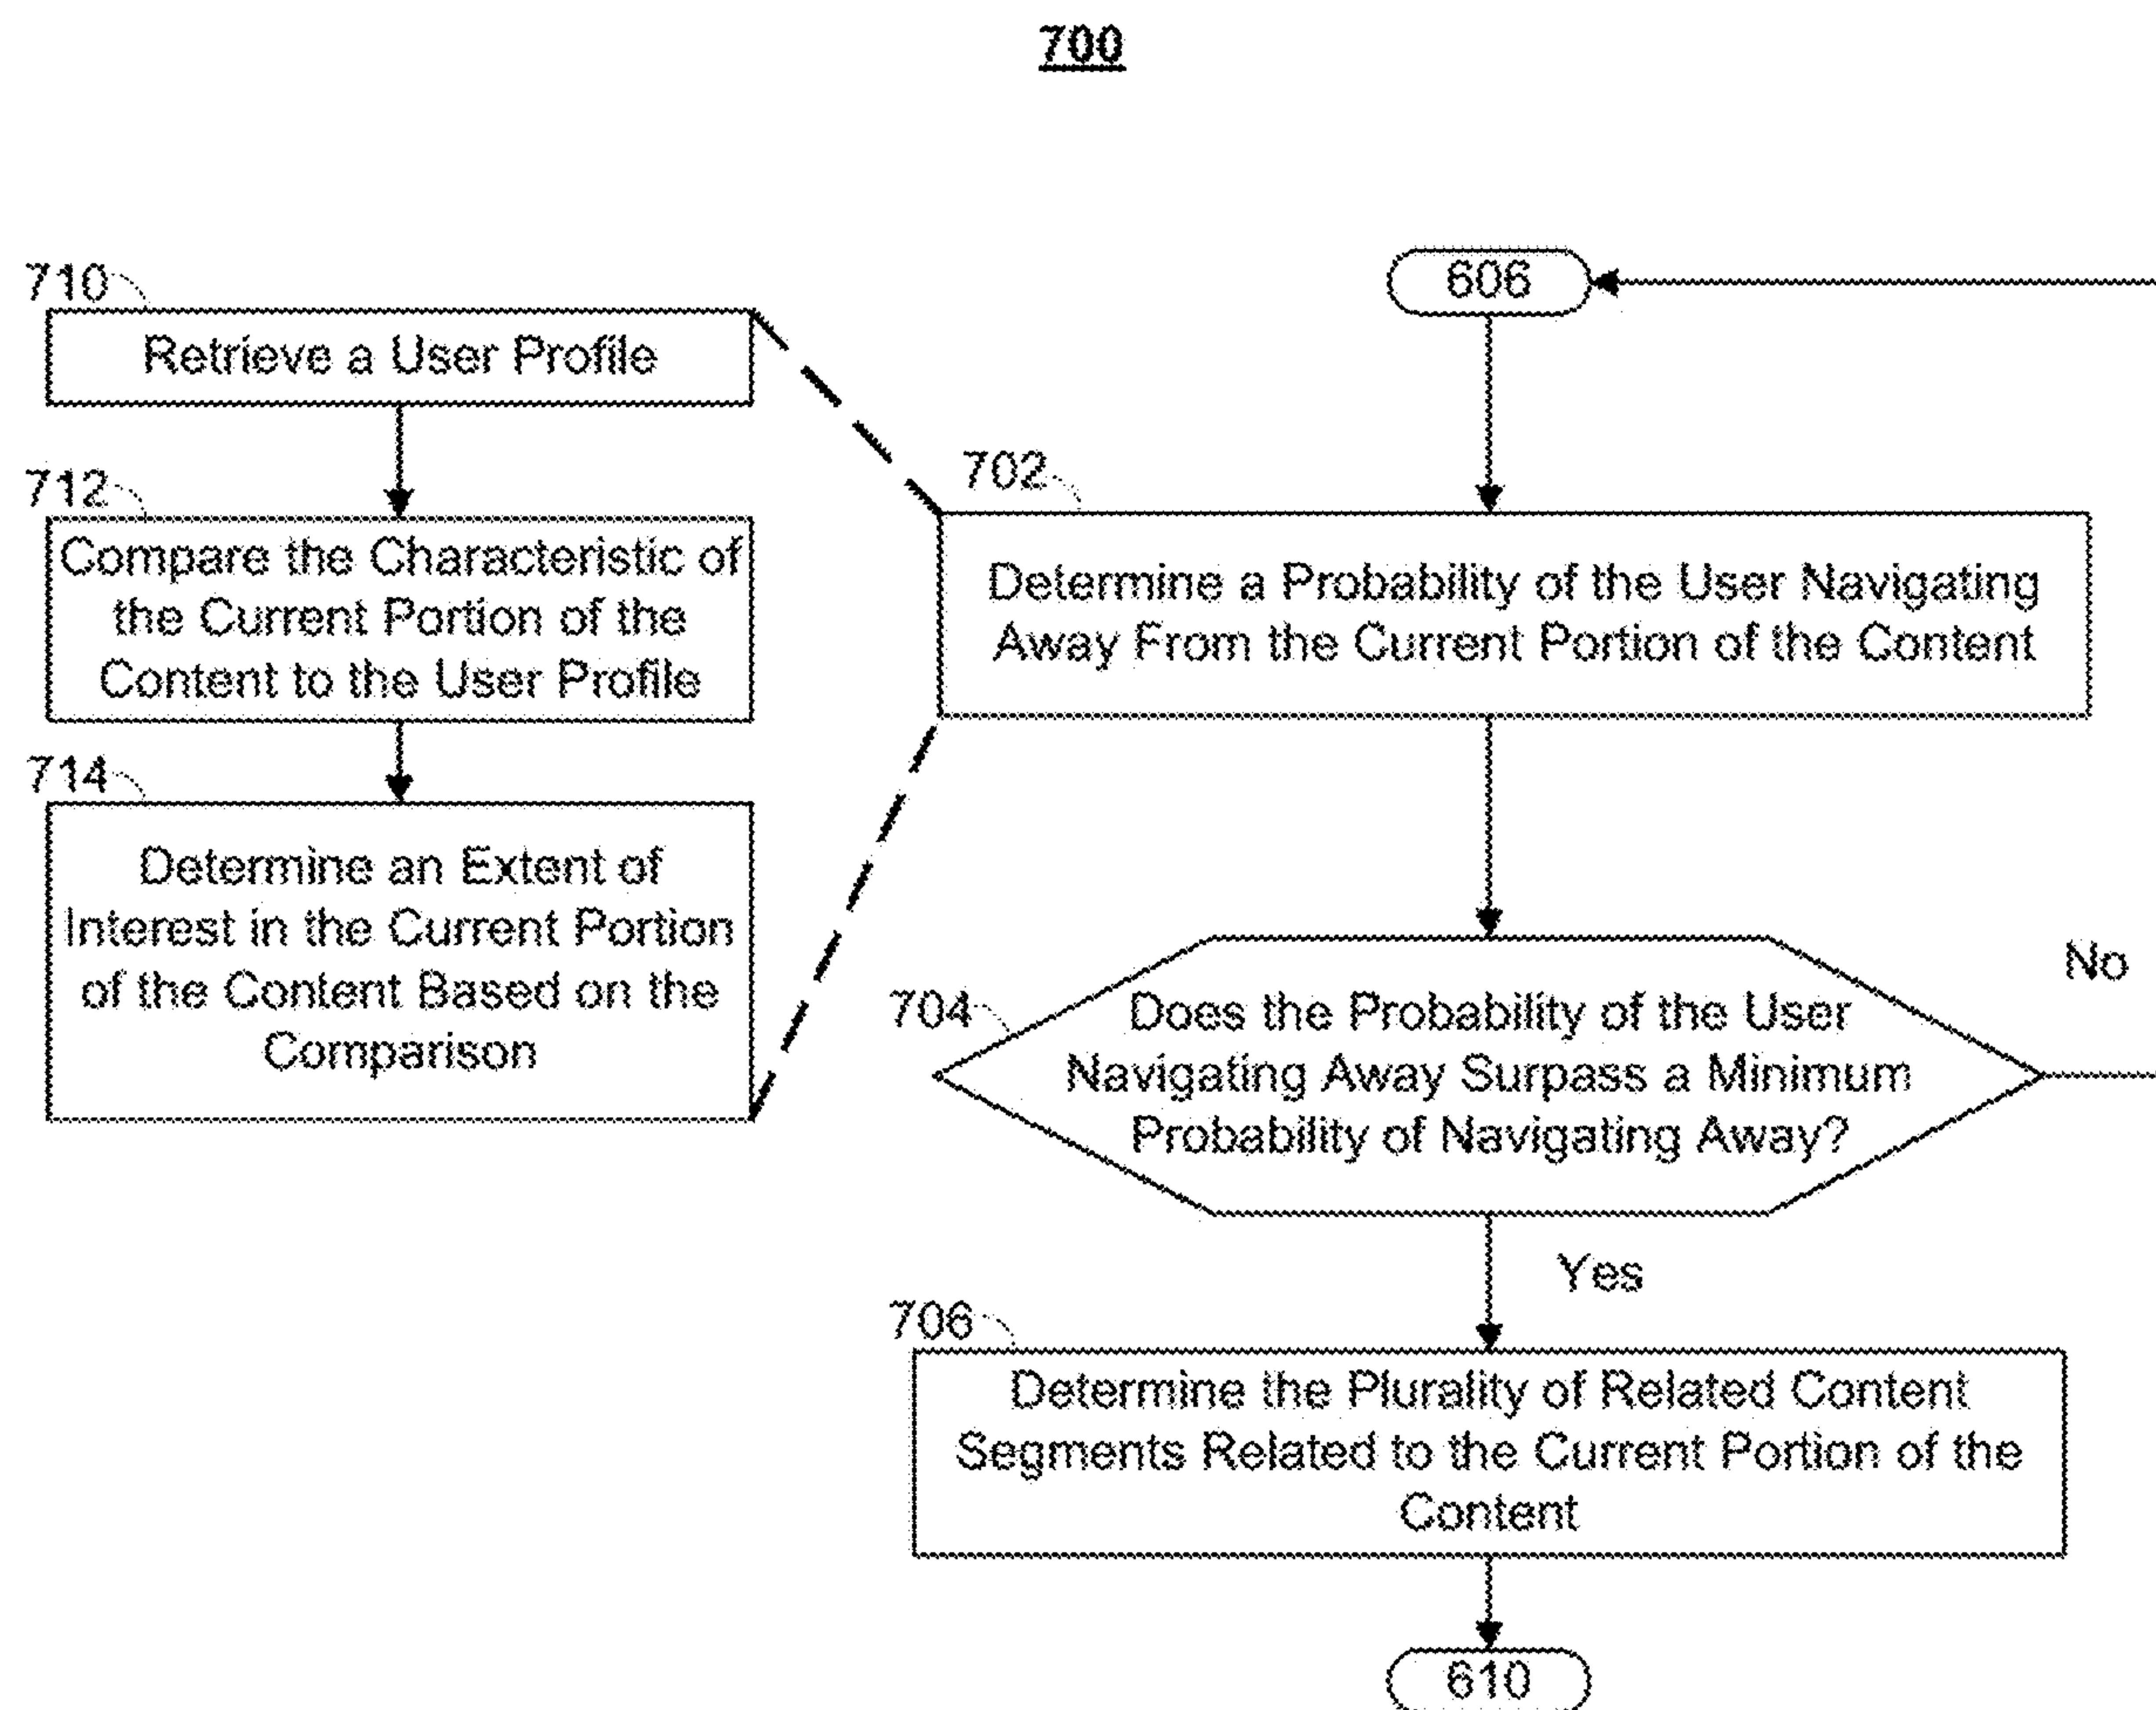 700
710
Retrieve a User Profile
712
Compare the Characteristic of
the Current Portion of the
Content to the User Profile
714
Determine an Extent of
Interest in the Current Portion
of the Content Based on the
Comparison
606
702
Determine a Probability of the User Navigating
Away From the Current Portion of the Content
704
Does the Probability of the User
Navigating Away Surpass a Minimum
Probability of Navigating Away?
No
Yes
706
Determine the Plurality of Related Content
Segments Related to the Current Portion of the
Content
610